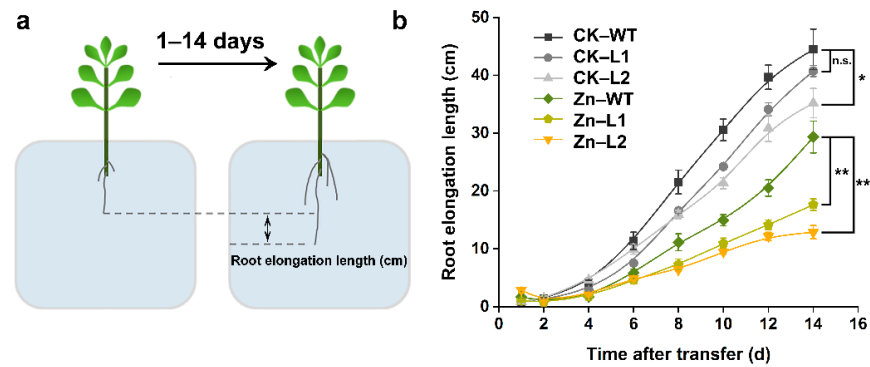 a
1–14 days
Root elongation length (cm)
b
Root elongation length (cm)
50
40
30
20
10
0
CK–WT
CK–L1
CK–L2
Zn–WT
Zn–L1
Zn–L2
n.s.
*
**
**
0 2 4 6 8 10 12 14 16
Time after transfer (d)